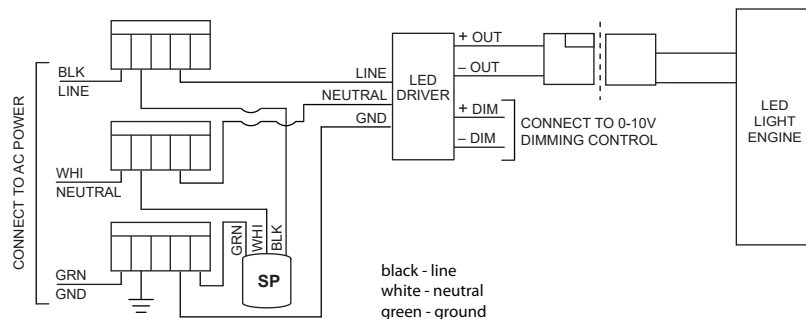 CONNECT TO AC POWER
BLK
LINE
WHI
NEUTRAL
GRN
GND
GRN
WHI
BLK
SP
LINE
NEUTRAL
GND
LED
DRIVER
+ OUT
– OUT
+ DIM
– DIM
CONNECT TO 0-10V
DIMMING CONTROL
LED
LIGHT
ENGINE
black - line
white - neutral
green - ground